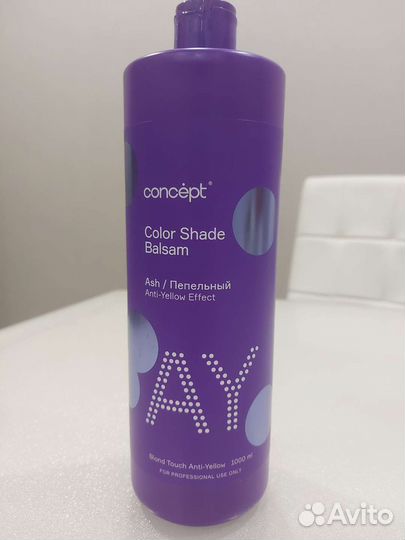 concept®
Color Shade
Balsam
Ash / Пепельный
Anti-Yellow Effect
AY
Blond Touch Anti-Yellow 1000 ml
FOR PROFESSIONAL USE ONLY
Avito